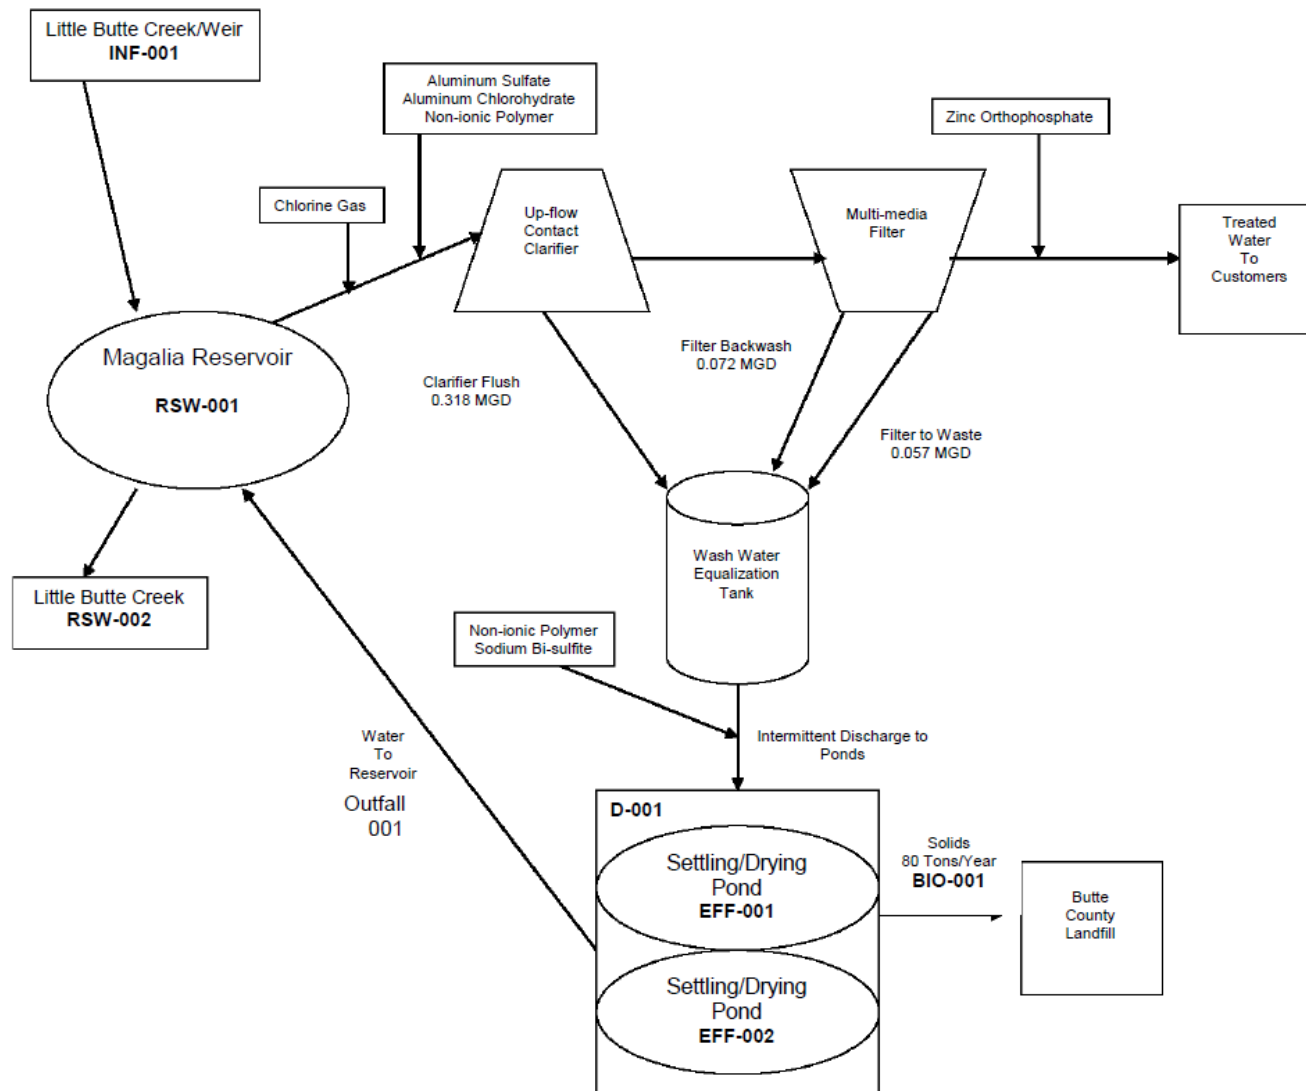 Little Butte Creek/Weir
INF-001
Aluminum Sulfate
Aluminum Chlorohydrate
Non-ionic Polymer
Zinc Orthophosphate
Chlorine Gas
Up-flow
Contact
Clarifier
Multi-media
Filter
Treated
Water
To
Customers
Magalia Reservoir
RSW-001
Filter Backwash
0.072 MGD
Clarifier Flush
0.318 MGD
Filter to Waste
0.057 MGD
Wash Water
Equalization
Tank
Little Butte Creek
RSW-002
Non-ionic Polymer
Sodium Bi-sulfite
Intermittent Discharge to
Ponds
Water
To
Reservoir
Outfall
001
D-001
Settling/Drying
Pond
EFF-001
Solids
80 Tons/Year
BIO-001
Butte
County
Landfill
Settling/Drying
Pond
EFF-002